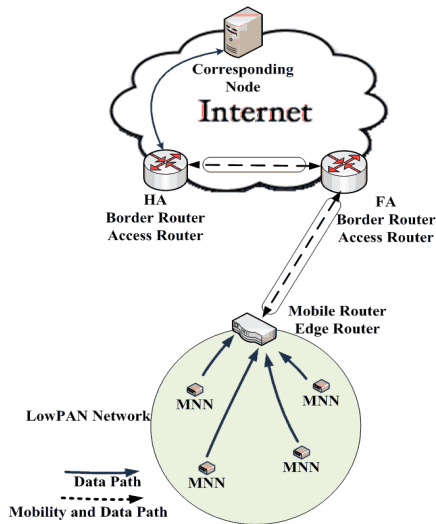 Corresponding
Node
Internet
HA
Border Router
Access Router
FA
Border Router
Access Router
Mobile Router
Edge Router
MNN
MNN
LowPAN Network
MNN
MNN
Data Path
Mobility and Data Path